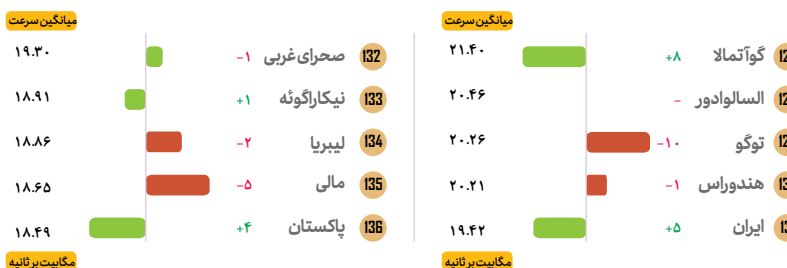 میانگین سرعت
گوآتمالا +۸ ۲۱.۴۰
السالوادور - ۲۰.۴۶
توگو -۱۰ ۲۰.۲۶
هندوراس -۱ ۲۰.۲۱
ایران +۵ ۱۹.۴۲
مگابیت بر ثانیه
میانگین سرعت
132 صحرای غربی -۱ ۱۹.۳۰
133 نیکاراگوئه +۱ ۱۸.۹۱
134 لیبریا -۲ ۱۸.۸۶
135 مالی -۵ ۱۸.۶۵
136 پاکستان +۴ ۱۸.۴۹
مگابیت بر ثانیه